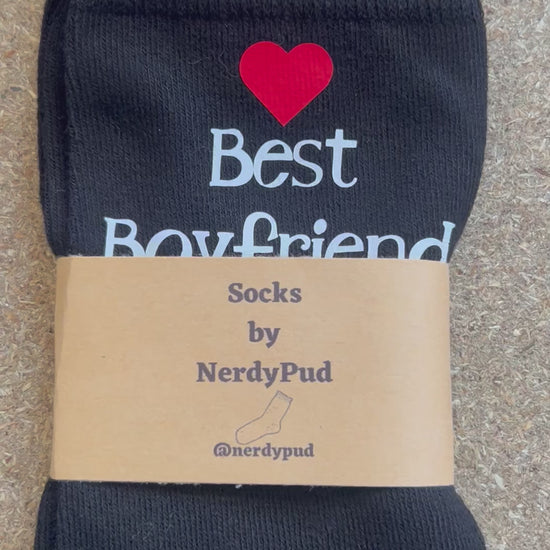 Best
Boyfriend
Socks
by
NerdyPud
@nerdypud